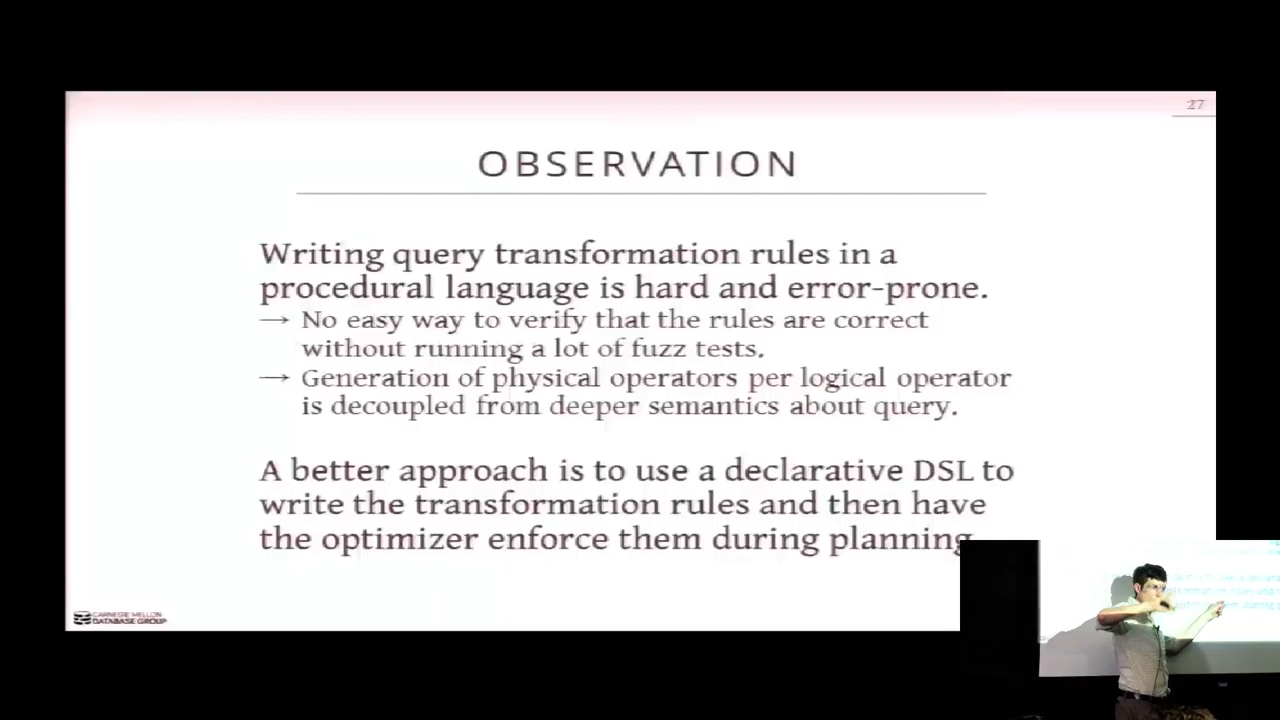 27
OBSERVATION
Writing query transformation rules in a
procedural language is hard and error-prone.
→ No easy way to verify that the rules are correct
without running a lot of fuzz tests.
→ Generation of physical operators per logical operator
is decoupled from deeper semantics about query.
A better approach is to use a declarative DSL to
write the transformation rules and then have
the optimizer enforce them during planning
CARNEGIE MELLON
DATABASE GROUP